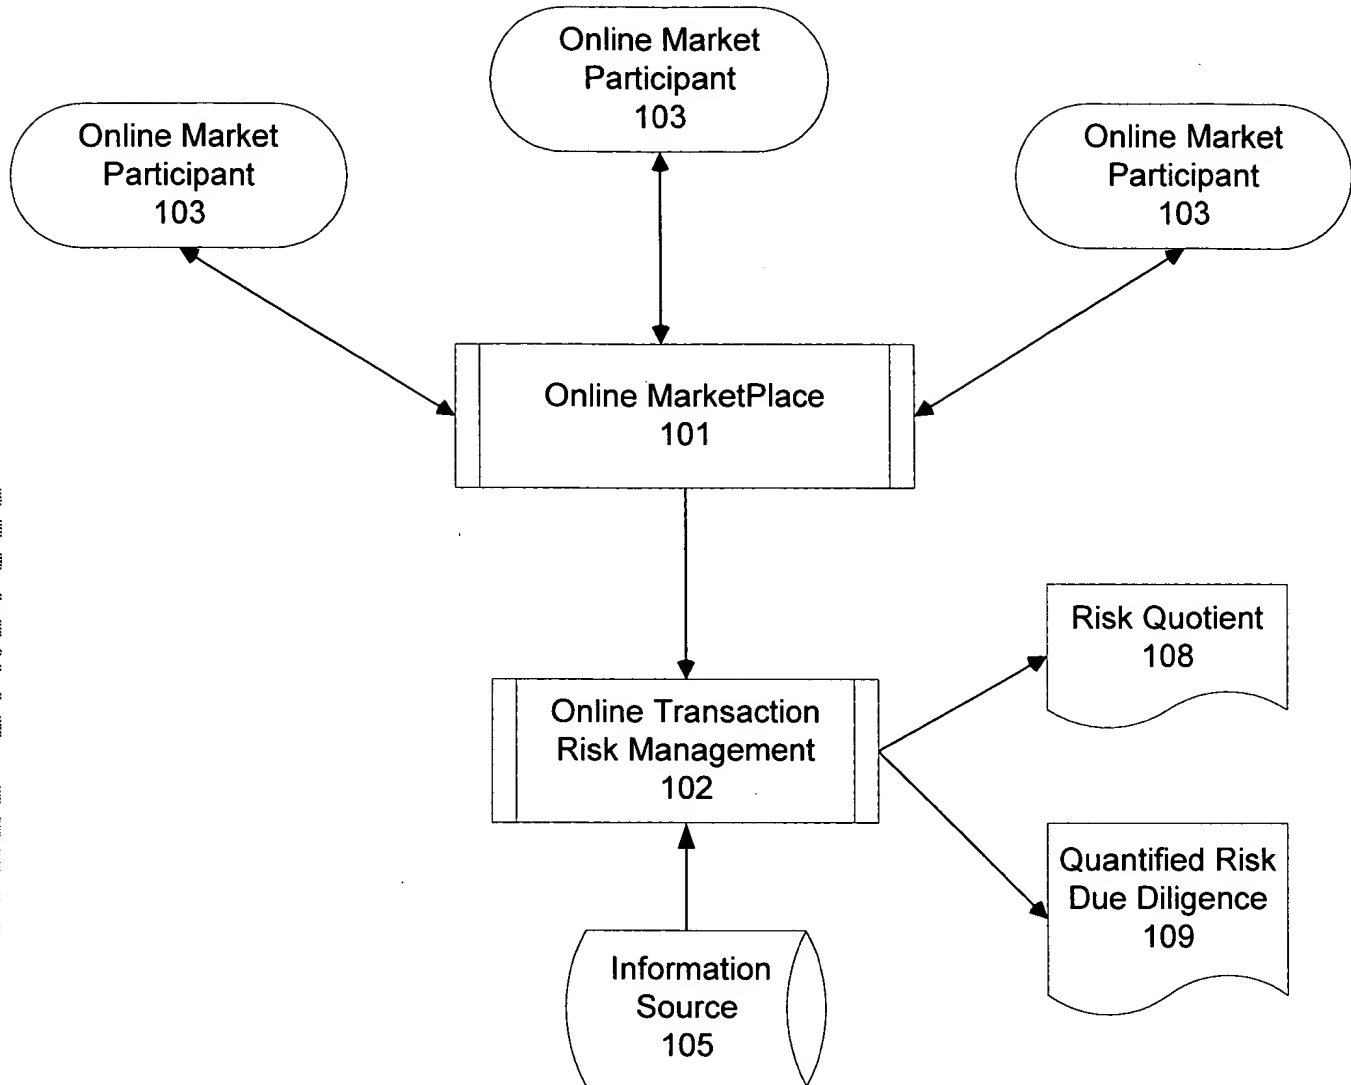 Online Market
Participant
103
Online Market
Participant
103
Online Market
Participant
103
Online MarketPlace
101
Online Transaction
Risk Management
102
Risk Quotient
108
Quantified Risk
Due Diligence
109
Information
Source
105